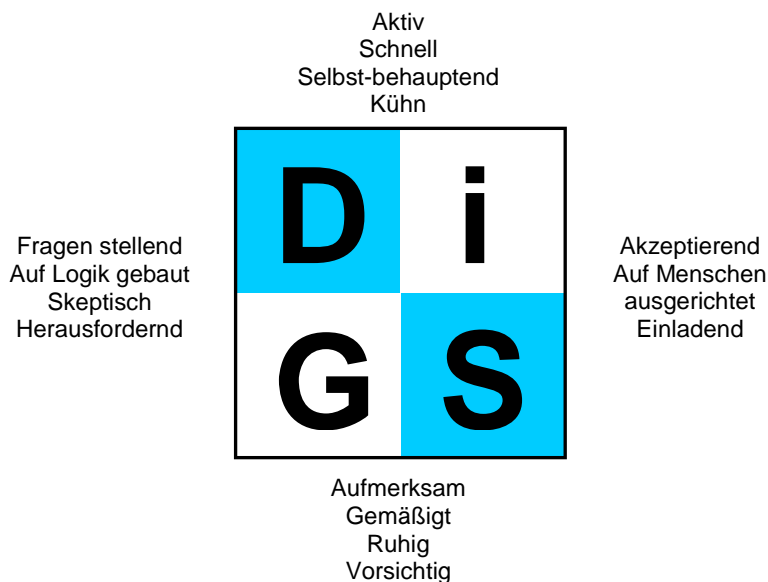 Aktiv
Schnell
Selbst-behauptend
Kühn
D i
Fragen stellend
Auf Logik gebaut
Skeptisch
Herausfordernd
Akzeptierend
Auf Menschen
ausgerichtet
Einladend
G S
Aufmerksam
Gemäßigt
Ruhig
Vorsichtig